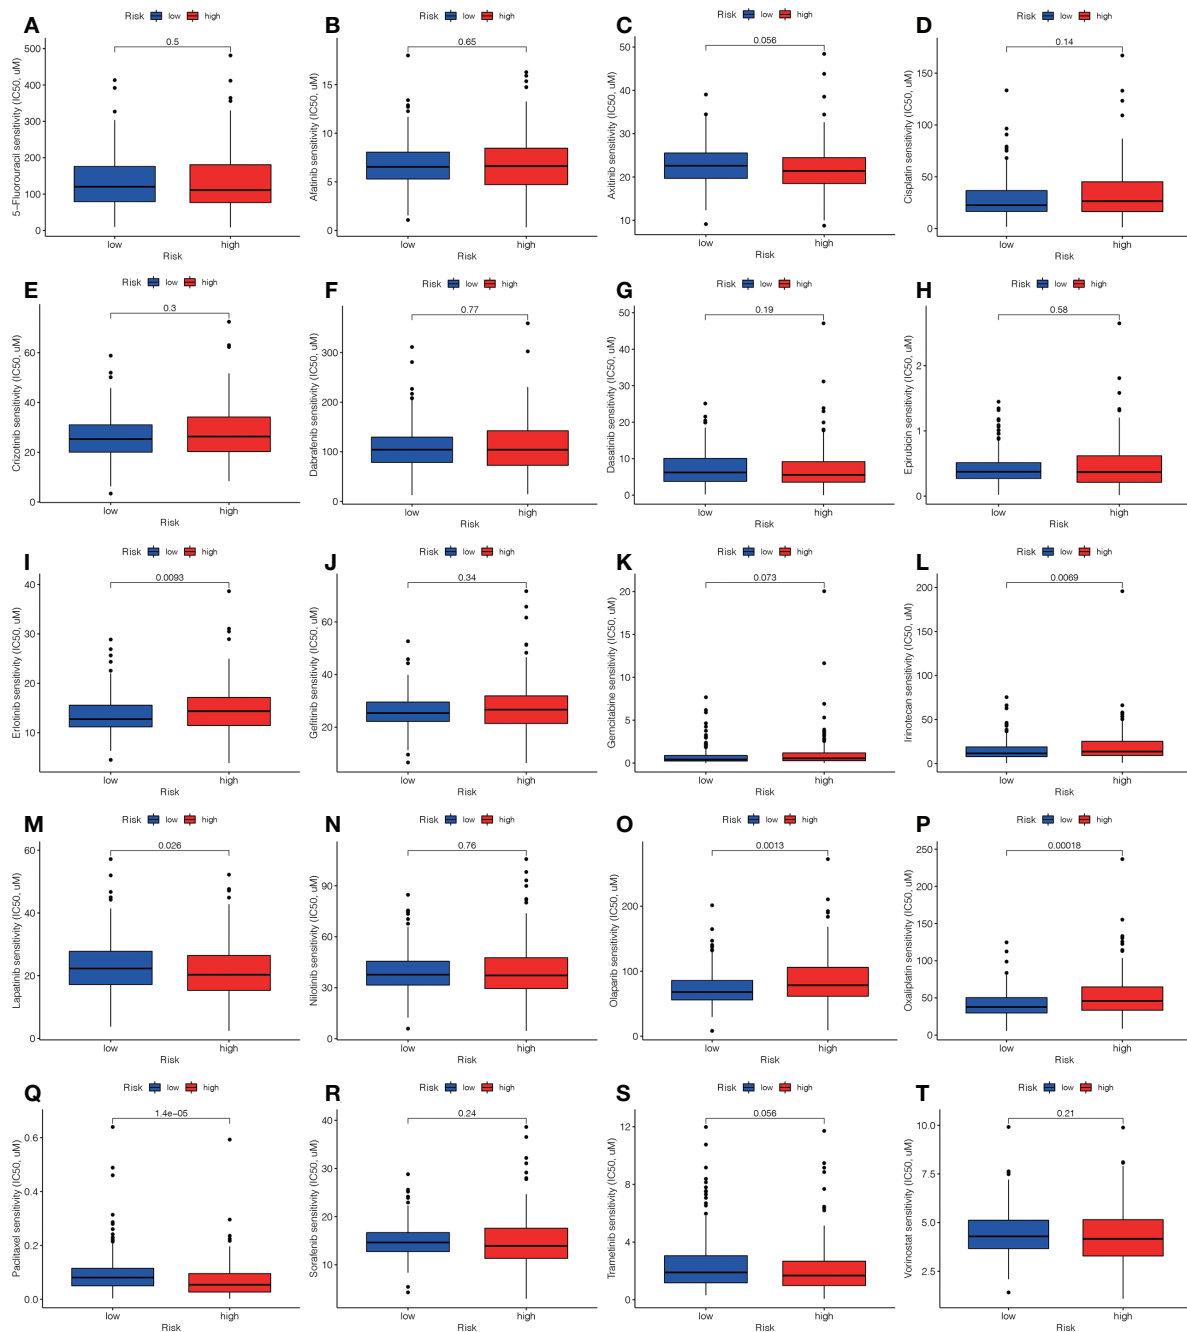 A
Risk low high
0.5
5−Fluorouracil sensitivity (IC50, uM)
500
400
300
200
100
0
low high
Risk
B
Risk low high
0.65
Afatinib sensitivity (IC50, uM)
15
10
5
0
low high
Risk
C
Risk low high
0.056
Axitinib sensitivity (IC50, uM)
50
40
30
20
10
low high
Risk
D
Risk low high
0.14
Cisplatin sensitivity (IC50, uM)
150
100
50
0
low high
Risk
E
Risk low high
0.3
Crizotinib sensitivity (IC50, uM)
60
40
20
0
low high
Risk
F
Risk low high
0.77
Dabrafenib sensitivity (IC50, uM)
300
200
100
0
low high
Risk
G
Risk low high
0.19
Dasatinib sensitivity (IC50, uM)
50
40
30
20
10
0
low high
Risk
H
Risk low high
0.58
Epirubicin sensitivity (IC50, uM)
2
1
0
low high
Risk
I
Risk low high
0.0093
Erlotinib sensitivity (IC50, uM)
40
30
20
10
low high
Risk
J
Risk low high
0.34
Gefitinib sensitivity (IC50, uM)
60
40
20
low high
Risk
K
Risk low high
0.073
Gemcitabine sensitivity (IC50, uM)
20
15
10
5
0
low high
Risk
L
Risk low high
0.0069
Irinotecan sensitivity (IC50, uM)
200
150
100
50
0
low high
Risk
M
Risk low high
0.026
Lapatinib sensitivity (IC50, uM)
60
40
20
0
low high
Risk
N
Risk low high
0.76
Nilotinib sensitivity (IC50, uM)
90
60
30
0
low high
Risk
O
Risk low high
0.0013
Olaparib sensitivity (IC50, uM)
200
100
0
low high
Risk
P
Risk low high
0.00018
Oxaliplatin sensitivity (IC50, uM)
250
200
150
100
50
0
low high
Risk
Q
Risk low high
1.4e−05
Paclitaxel sensitivity (IC50, uM)
0.6
0.4
0.2
0.0
low high
Risk
R
Risk low high
0.24
Sorafenib sensitivity (IC50, uM)
40
30
20
10
low high
Risk
S
Risk low high
0.056
Trametinib sensitivity (IC50, uM)
12
8
4
0
low high
Risk
T
Risk low high
0.21
Vorinostat sensitivity (IC50, uM)
10.0
7.5
5.0
2.5
low high
Risk